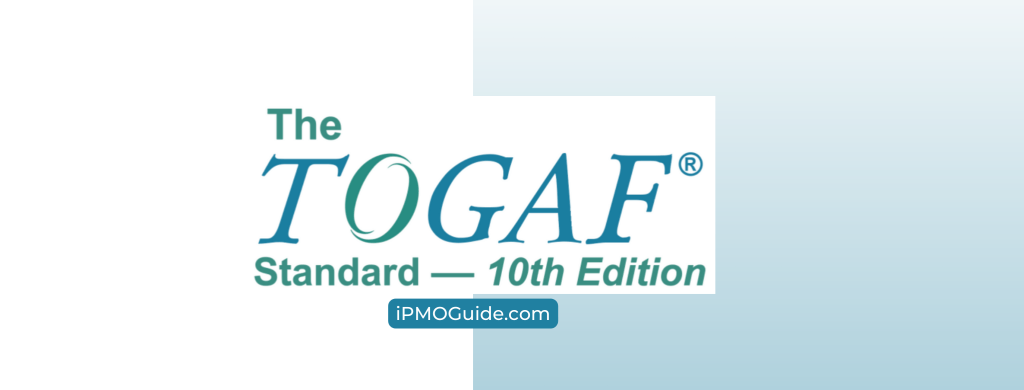 The
TOGAF®
Standard — 10th Edition
iPMOGuide.com